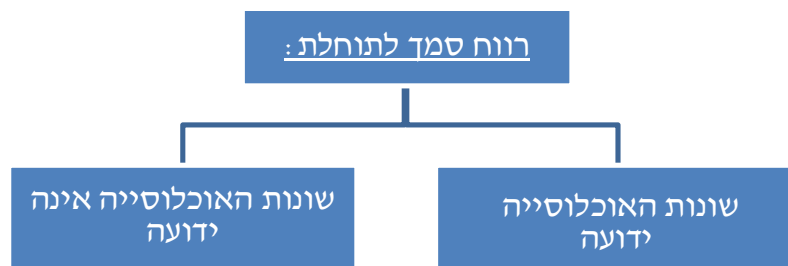 רווח סמך לתוחלת :
שונות האוכלוסייה
ידועה
שונות האוכלוסייה אינה
ידועה